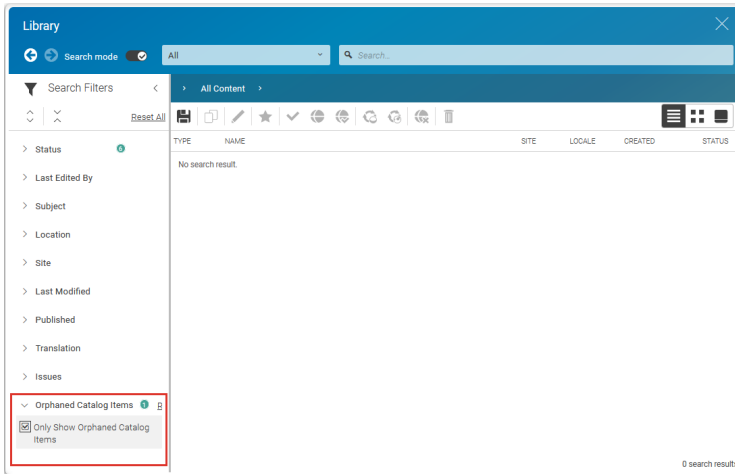 Library
Search mode
All
Search...
Search Filters
All Content
Reset All
TYPE NAME SITE LOCALE CREATED STATUS
No search result.
Status 6
Last Edited By
Subject
Location
Site
Last Modified
Published
Translation
Issues
Orphaned Catalog Items 1 R
Only Show Orphaned Catalog
Items
0 search results